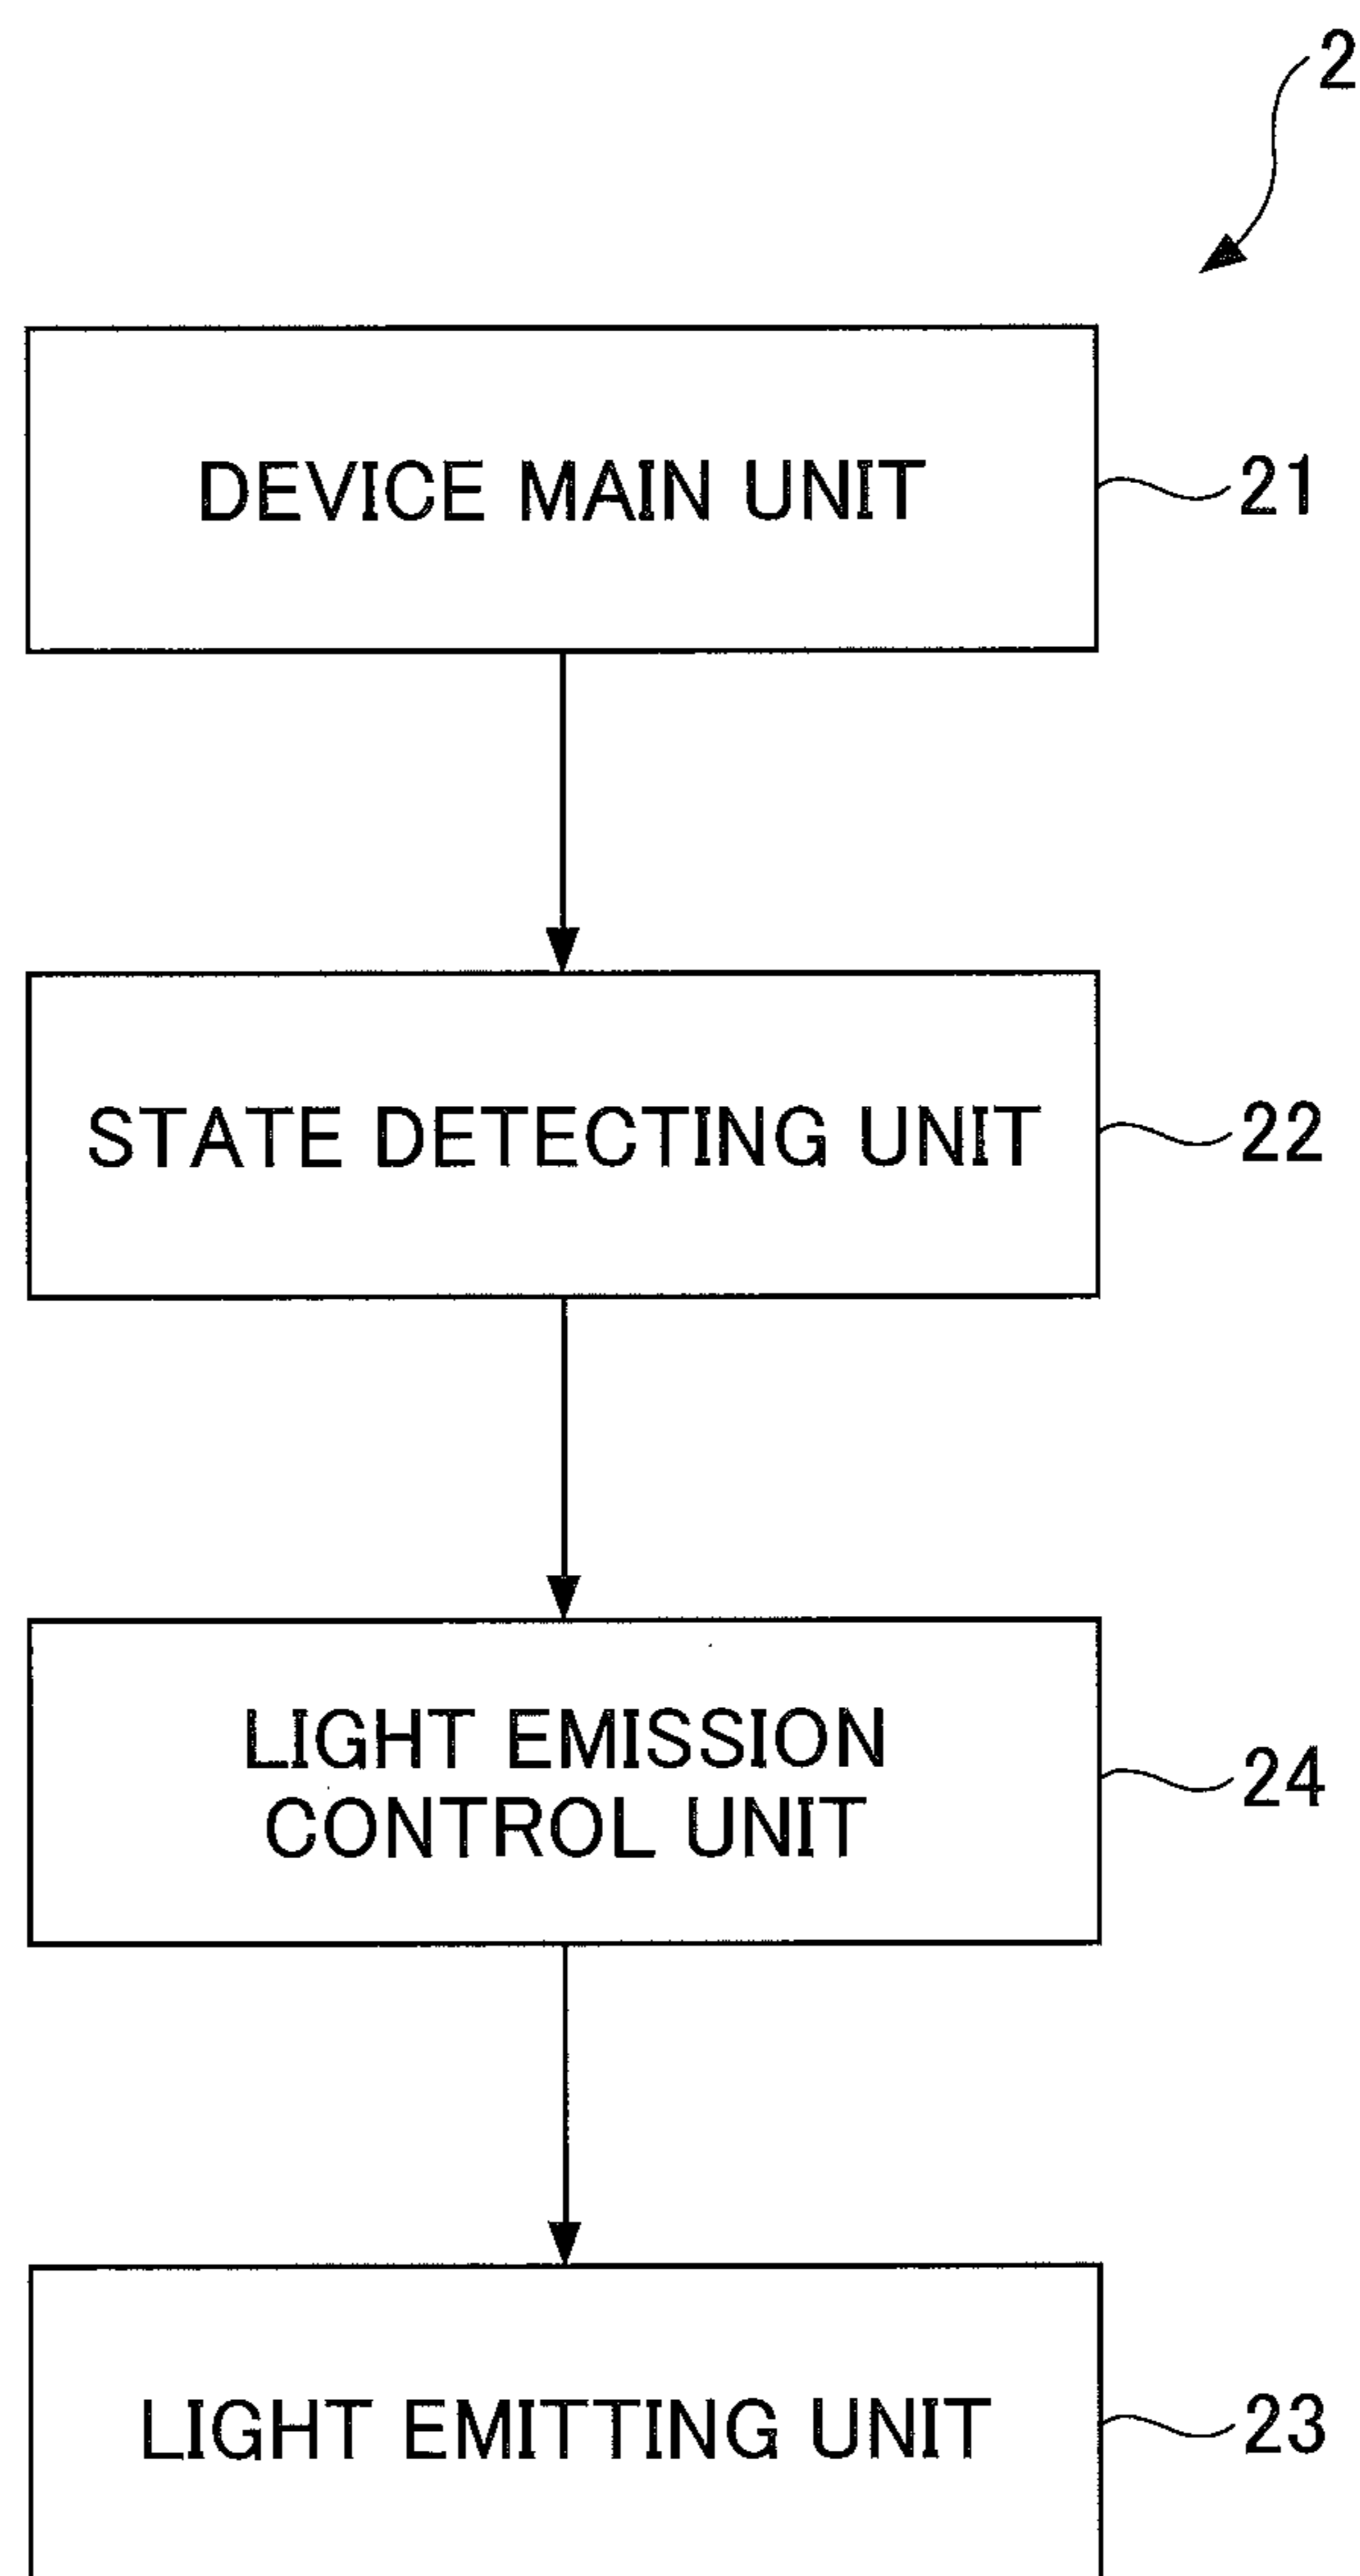 2
DEVICE MAIN UNIT
21
STATE DETECTING UNIT
22
LIGHT EMISSION
CONTROL UNIT
24
LIGHT EMITTING UNIT
23